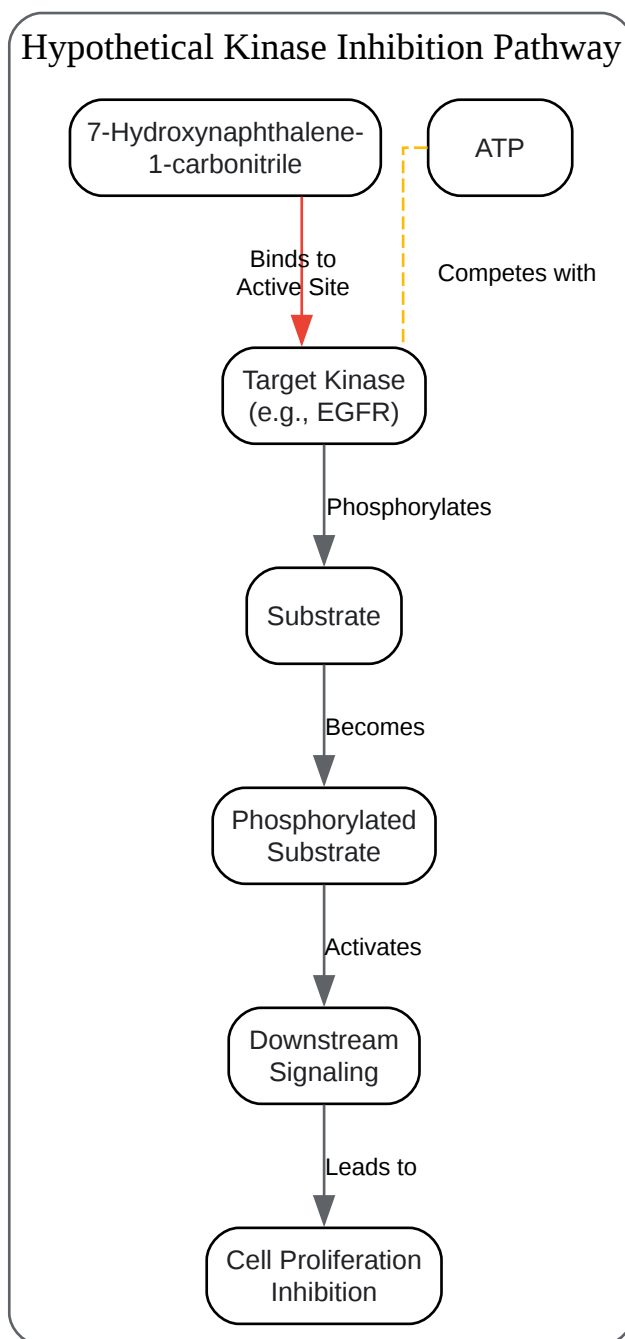 Hypothetical Kinase Inhibition Pathway
7-Hydroxynaphthalene-
1-carbonitrile
ATP
Binds to
Active Site
Competes with
Target Kinase
(e.g., EGFR)
Phosphorylates
Substrate
Becomes
Phosphorylated
Substrate
Activates
Downstream
Signaling
Leads to
Cell Proliferation
Inhibition